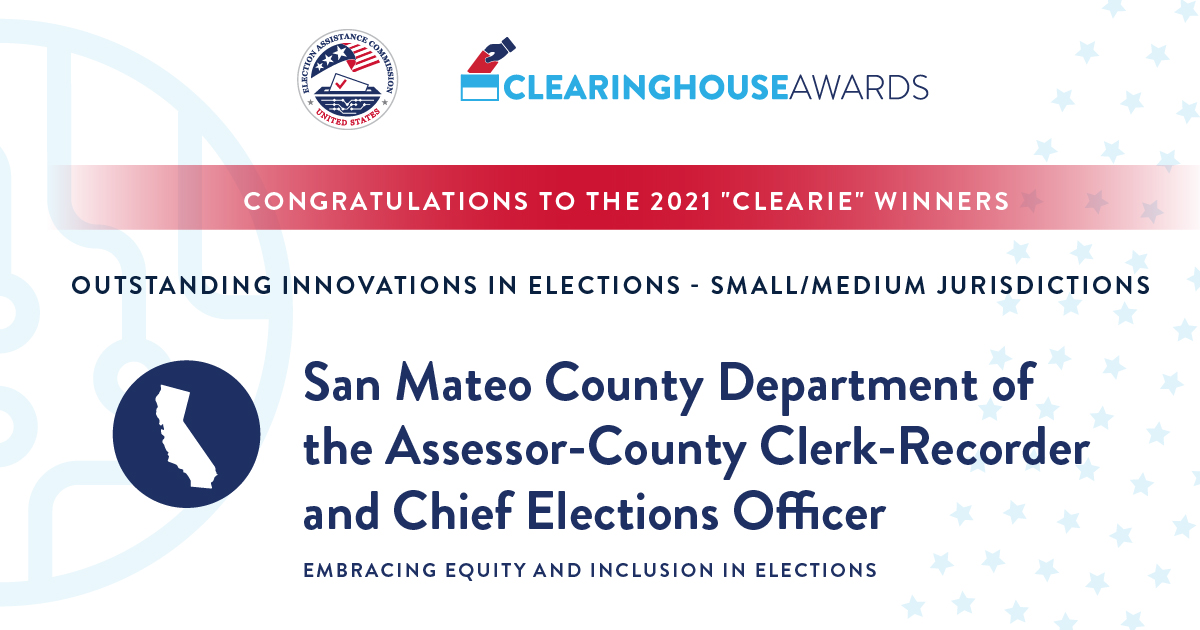 ELECTION ASSISTANCE COMMISSION
UNITED STATES
CLEARINGHOUSEAWARDS
CONGRATULATIONS TO THE 2021 "CLEARIE" WINNERS
OUTSTANDING INNOVATIONS IN ELECTIONS - SMALL/MEDIUM JURISDICTIONS
San Mateo County Department of
the Assessor-County Clerk-Recorder
and Chief Elections Officer
EMBRACING EQUITY AND INCLUSION IN ELECTIONS